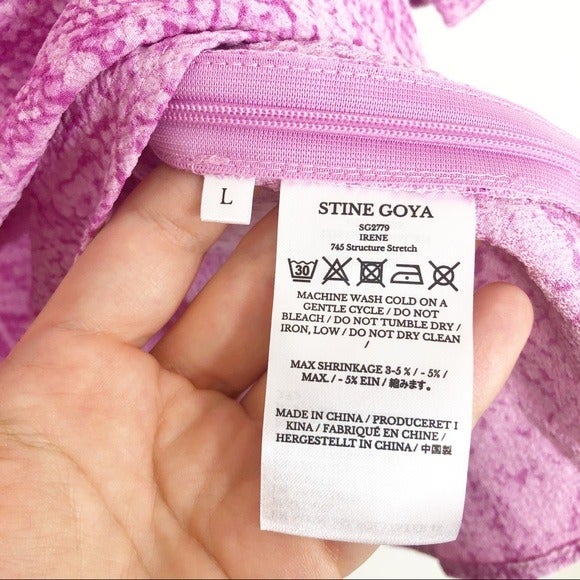 L
STINE GOYA
SG2779
IRENE
745 Structure Stretch
30
MACHINE WASH COLD ON A
GENTLE CYCLE / DO NOT
BLEACH / DO NOT TUMBLE DRY /
IRON, LOW / DO NOT DRY CLEAN
/
MAX SHRINKAGE 3-5 % / - 5% /
MAX. / - 5% EIN / 縮みます。
MADE IN CHINA / PRODUCERET I
KINA / FABRIQUÉ EN CHINE /
HERGESTELLT IN CHINA / 中国製